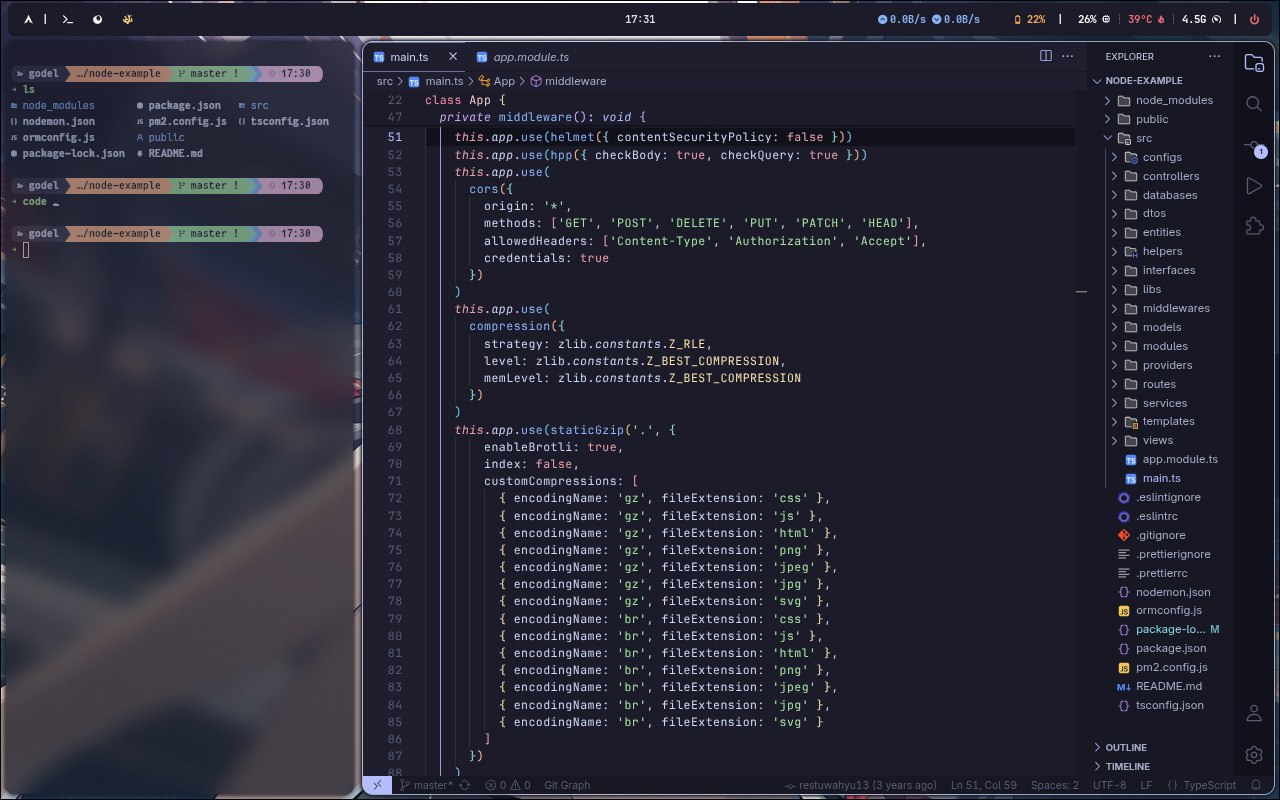 17:31
0.0B/s 0.0B/s
22% | 26% | 39°C | 4.5G |
godel …/node-example master ! 17:30
ls
node_modules package.json src
nodemon.json pm2.config.js tsconfig.json
ormconfig.js public
package-lock.json README.md
godel …/node-example master ! 17:30
code .
godel …/node-example master ! 17:30
main.ts app.module.ts
src > main.ts > App > middleware
22 class App {
47 private middleware(): void {
51 this.app.use(helmet({ contentSecurityPolicy: false }))
52 this.app.use(hpp({ checkBody: true, checkQuery: true }))
53 this.app.use(
54 cors({
55 origin: '*',
56 methods: ['GET', 'POST', 'DELETE', 'PUT', 'PATCH', 'HEAD'],
57 allowedHeaders: ['Content-Type', 'Authorization', 'Accept'],
58 credentials: true
59 })
60 )
61 this.app.use(
62 compression({
63 strategy: zlib.constants.Z_RLE,
64 level: zlib.constants.Z_BEST_COMPRESSION,
65 memLevel: zlib.constants.Z_BEST_COMPRESSION
66 })
67 )
68 this.app.use(staticGzip('.', {
69 enableBrotli: true,
70 index: false,
71 customCompressions: [
72 { encodingName: 'gz', fileExtension: 'css' },
73 { encodingName: 'gz', fileExtension: 'js' },
74 { encodingName: 'gz', fileExtension: 'html' },
75 { encodingName: 'gz', fileExtension: 'png' },
76 { encodingName: 'gz', fileExtension: 'jpeg' },
77 { encodingName: 'gz', fileExtension: 'jpg' },
78 { encodingName: 'gz', fileExtension: 'svg' },
79 { encodingName: 'br', fileExtension: 'css' },
80 { encodingName: 'br', fileExtension: 'js' },
81 { encodingName: 'br', fileExtension: 'html' },
82 { encodingName: 'br', fileExtension: 'png' },
83 { encodingName: 'br', fileExtension: 'jpeg' },
84 { encodingName: 'br', fileExtension: 'jpg' },
85 { encodingName: 'br', fileExtension: 'svg' }
86 ]
87 })
88 )
EXPLORER
NODE-EXAMPLE
node_modules
public
src
configs
controllers
databases
dtos
entities
helpers
interfaces
libs
middlewares
models
modules
providers
routes
services
templates
views
app.module.ts
main.ts
.eslintignore
.eslintrc
.gitignore
.prettierignore
.prettierrc
nodemon.json
ormconfig.js
package-lo... M
package.json
pm2.config.js
README.md
tsconfig.json
OUTLINE
TIMELINE
1
master* 0 0 Git Graph restuwahyu13 (3 years ago) Ln 51, Col 59 Spaces: 2 UTF-8 LF {} TypeScript